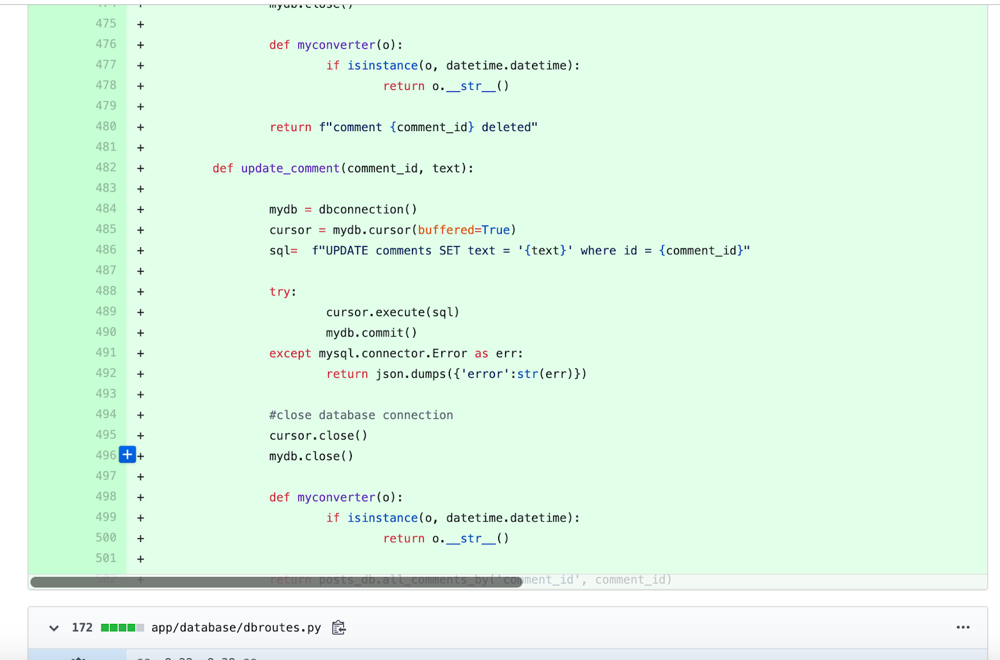 474 + mydb.close()
475 +
476 + def myconverter(o):
477 + if isinstance(o, datetime.datetime):
478 + return o.__str__()
479 +
480 + return f"comment {comment_id} deleted"
481 +
482 + def update_comment(comment_id, text):
483 +
484 + mydb = dbconnection()
485 + cursor = mydb.cursor(buffered=True)
486 + sql=  f"UPDATE comments SET text = '{text}' where id = {comment_id}"
487 +
488 + try:
489 + cursor.execute(sql)
490 + mydb.commit()
491 + except mysql.connector.Error as err:
492 + return json.dumps({'error':str(err)})
493 +
494 + #close database connection
495 + cursor.close()
496 + mydb.close()
497 +
498 + def myconverter(o):
499 + if isinstance(o, datetime.datetime):
500 + return o.__str__()
501 +
502 + return posts_db.all_comments_by('comment_id', comment_id)
172 app/database/dbroutes.py